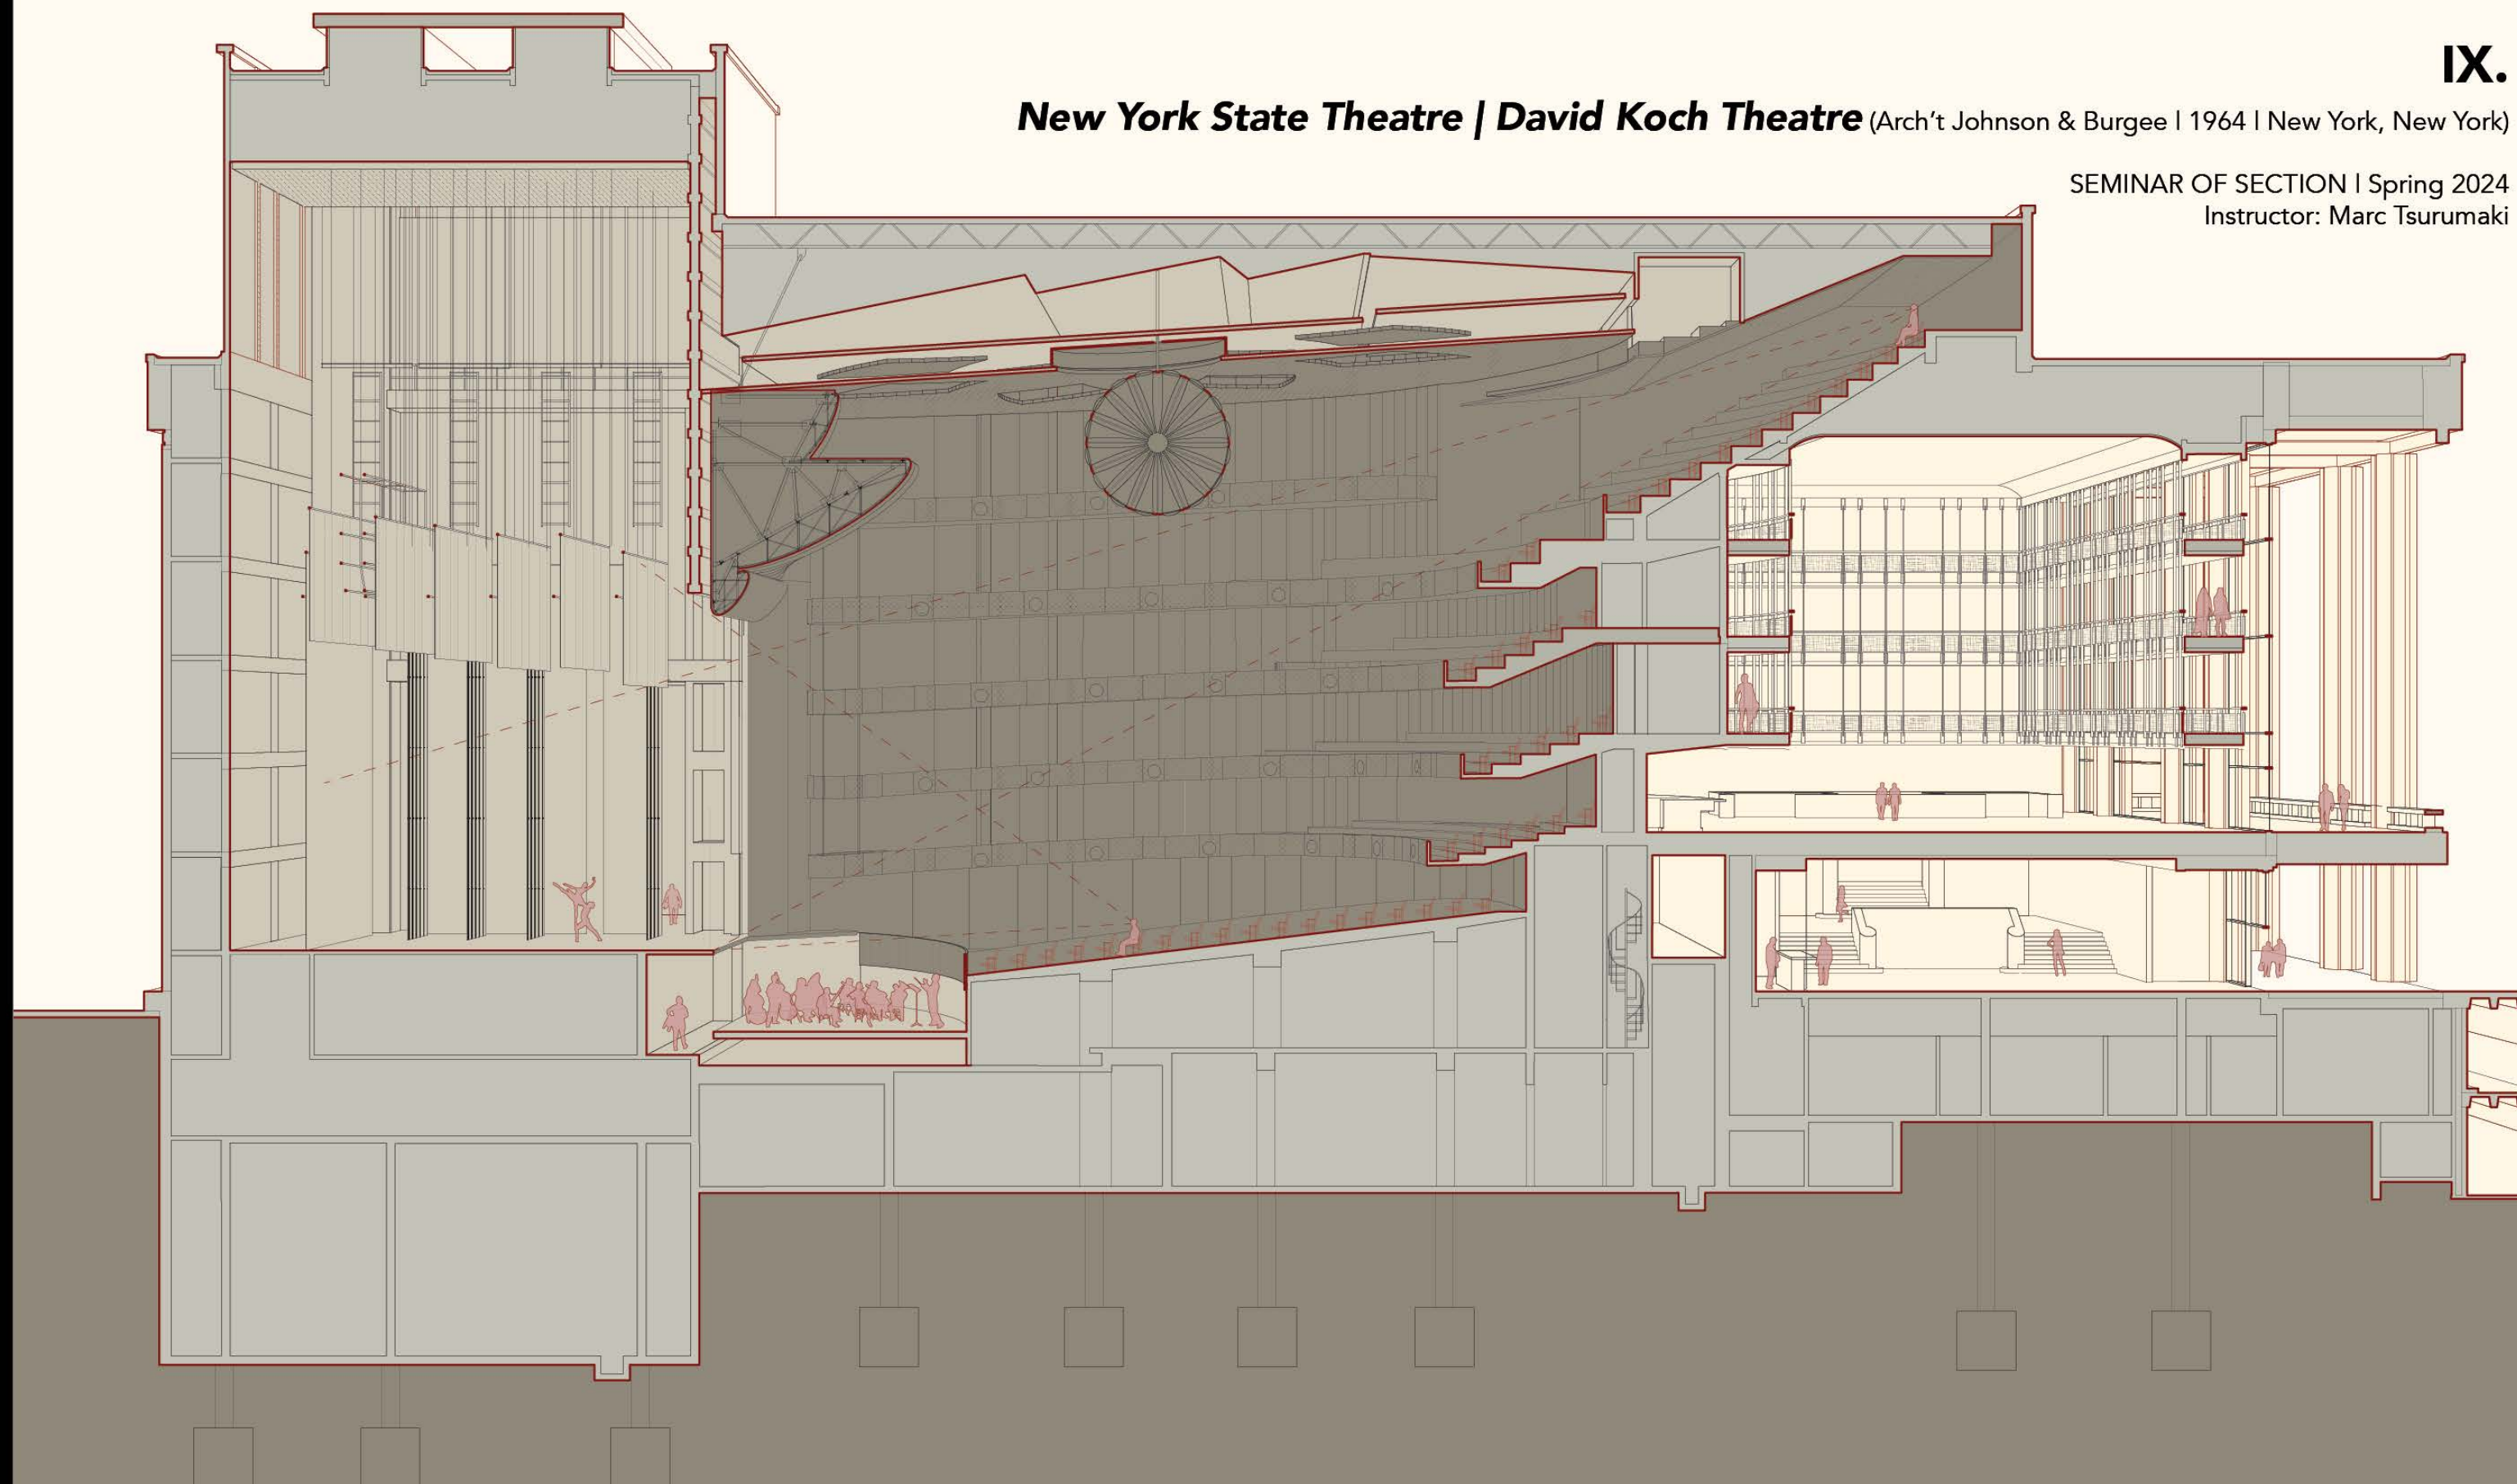 IX.
New York State Theatre | David Koch Theatre (Arch't Johnson & Burgee | 1964 | New York, New York)
SEMINAR OF SECTION | Spring 2024
Instructor: Marc Tsurumaki